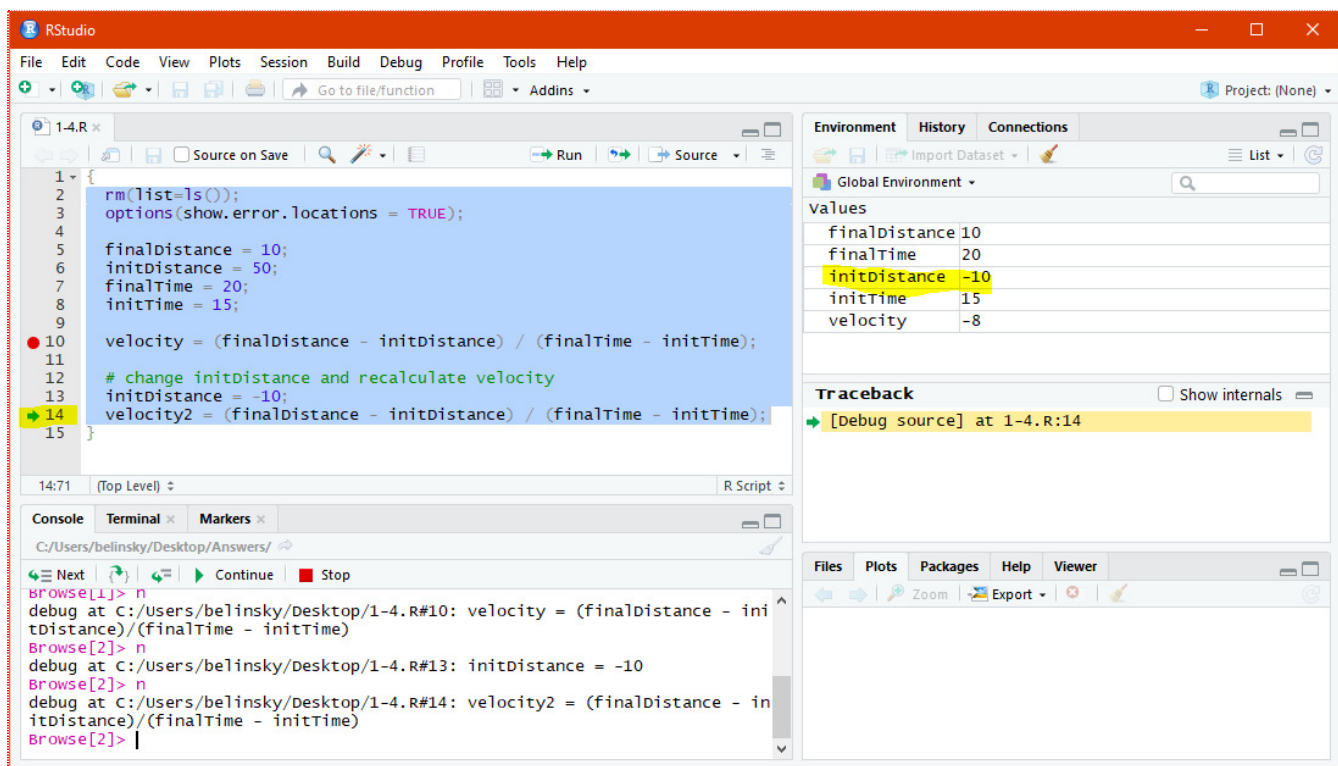 RStudio
File Edit Code View Plots Session Build Debug Profile Tools Help
Go to file/function Addins Project: (None)
1-4.R
Source on Save Run Source
1 {
2 rm(list=ls());
3 options(show.error.locations = TRUE);
4
5 finalDistance = 10;
6 initDistance = 50;
7 finalTime = 20;
8 initTime = 15;
9
10 velocity = (finalDistance - initDistance) / (finalTime - initTime);
11
12 # change initDistance and recalculate velocity
13 initDistance = -10;
14 velocity2 = (finalDistance - initDistance) / (finalTime - initTime);
15 }
14:71 (Top Level) R Script
Console Terminal Markers
C:/Users/belinsky/Desktop/Answers/
Next Continue Stop
Browse[1]> n
debug at C:/Users/belinsky/Desktop/1-4.R#10: velocity = (finalDistance - ini
tDistance)/(finalTime - initTime)
Browse[2]> n
debug at C:/Users/belinsky/Desktop/1-4.R#13: initDistance = -10
Browse[2]> n
debug at C:/Users/belinsky/Desktop/1-4.R#14: velocity2 = (finalDistance - in
itDistance)/(finalTime - initTime)
Browse[2]>
Environment History Connections
Import Dataset List
Global Environment
Values
finalDistance 10
finalTime 20
initDistance -10
initTime 15
velocity -8
Traceback Show internals
[Debug source] at 1-4.R:14
Files Plots Packages Help Viewer
Zoom Export